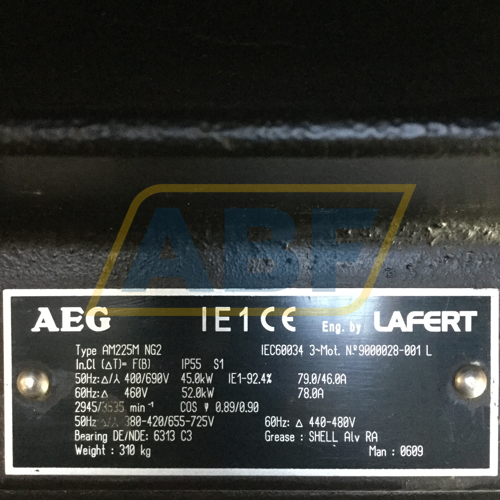 ABF
AEG IE1 CE Eng. by LAFERT
Type AM225M NG2 IEC60034 3~Mot. N.º9000028-001 L
In.Cl (ΔT)= F(B) IP55 S1
50Hz: Δ/⅄ 400/690V 45.0kW IE1-92.4% 79.0/46.0A
60Hz: Δ 460V 52.0kW 78.0A
2945/3535 min⁻¹ COS φ 0.89/0.90
50Hz Δ/⅄ 380-420/655-725V 60Hz: Δ 440-480V
Bearing DE/NDE: 6313 C3 Grease : SHELL Alv RA
Weight : 310 kg Man : 0609